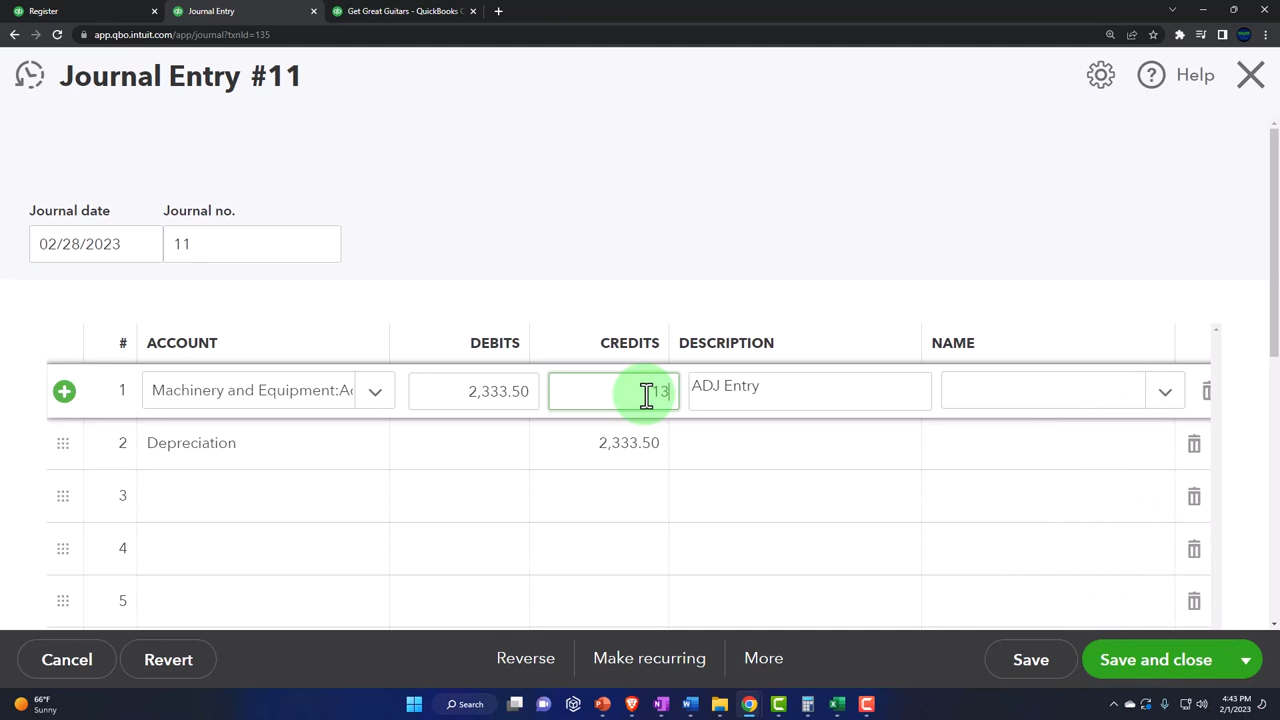 Register
Journal Entry
Get Great Guitars - QuickBooks C
app.qbo.intuit.com/app/journal?txnId=135
Journal Entry #11
Help
Journal date
Journal no.
02/28/2023
11
# ACCOUNT DEBITS CREDITS DESCRIPTION NAME
1 Machinery and Equipment:Ac 2,333.50 13 ADJ Entry
2 Depreciation 2,333.50
3
4
5
Cancel Revert Reverse Make recurring More Save Save and close
66°F
Sunny
Search
4:43 PM
2/1/2023